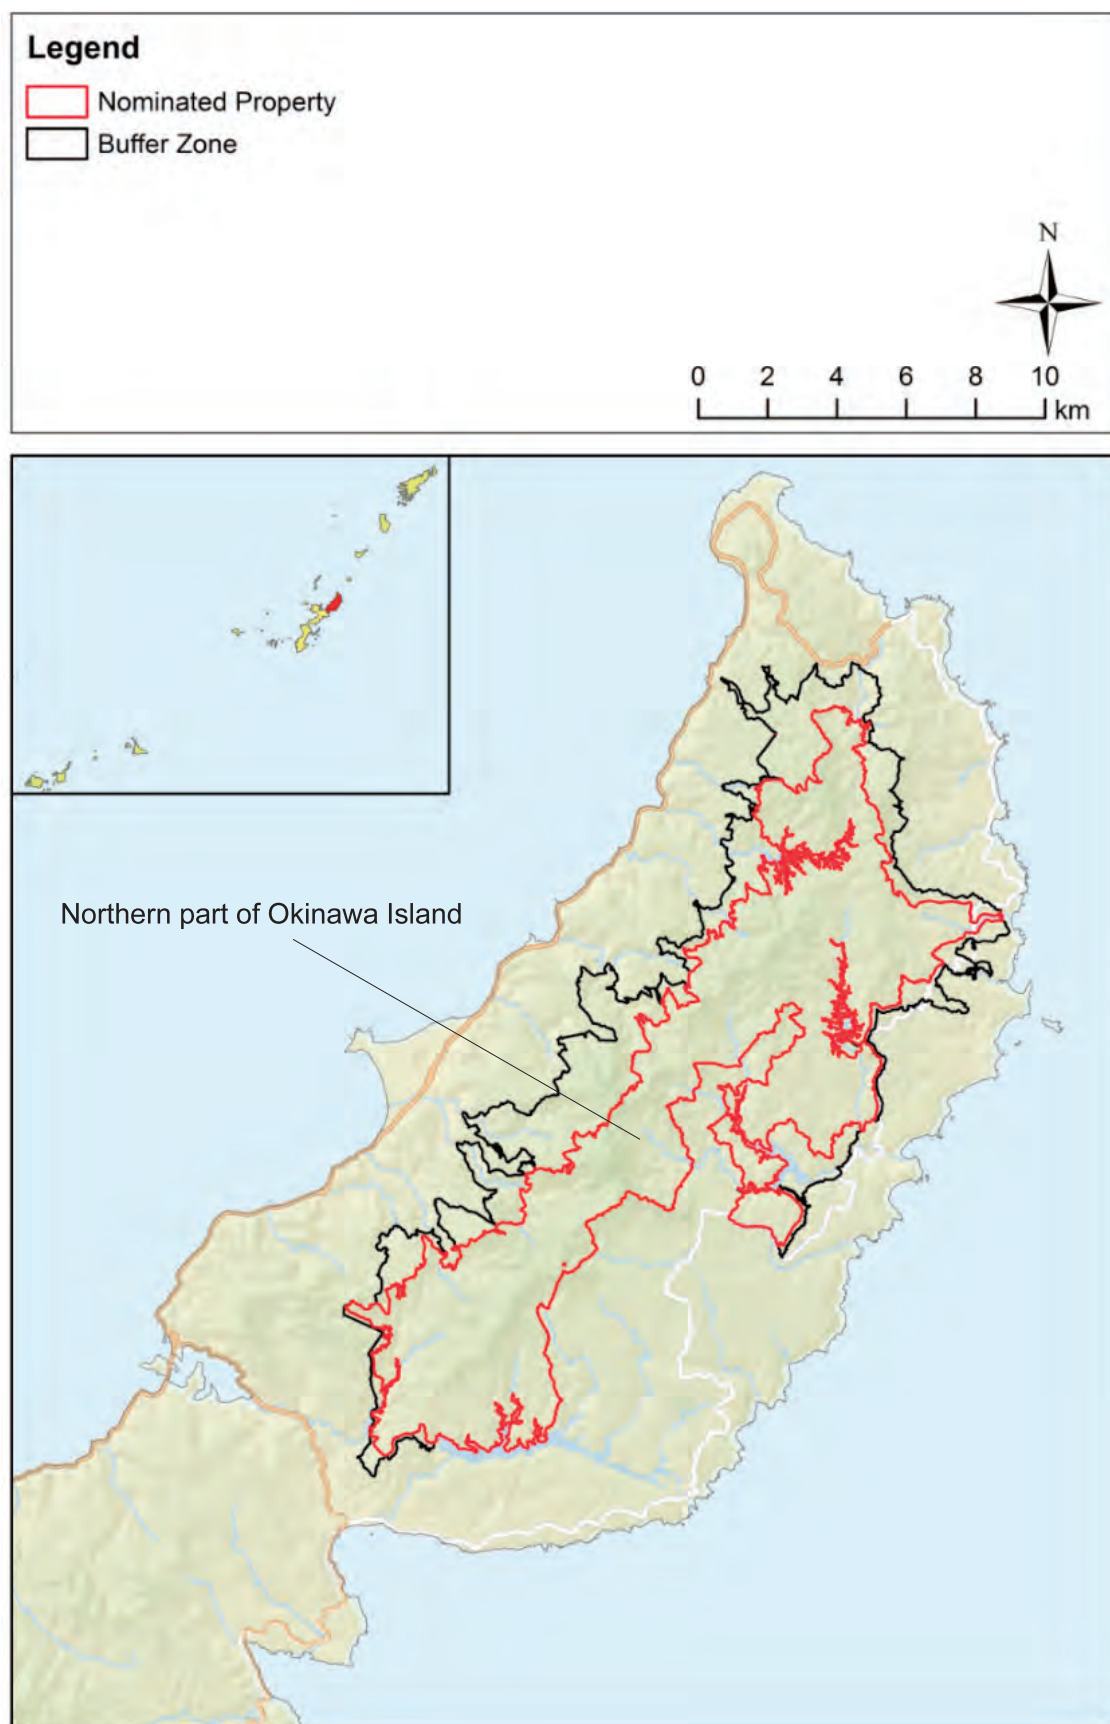 Legend
Nominated Property
Buffer Zone
N
0 2 4 6 8 10
km
Northern part of Okinawa Island